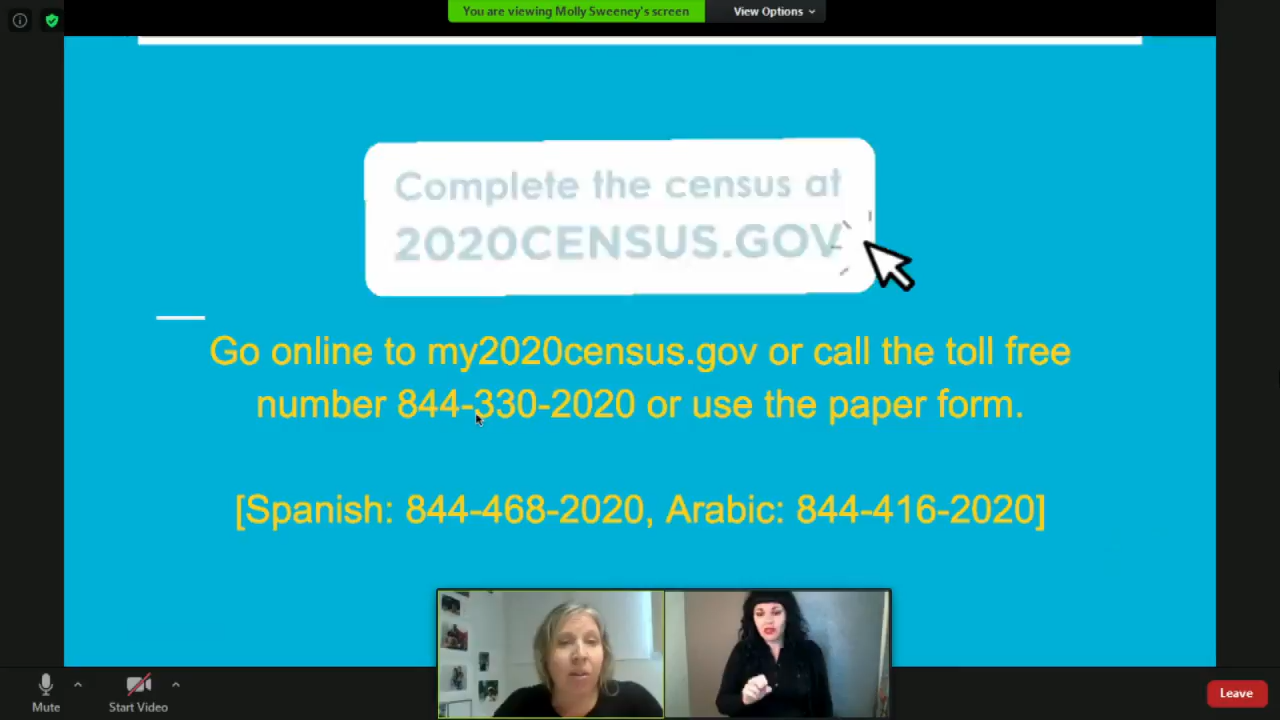 You are viewing Molly Sweeney's screen
View Options
Complete the census at
2020CENSUS.GOV
Go online to my2020census.gov or call the toll free
number 844-330-2020 or use the paper form.
[Spanish: 844-468-2020, Arabic: 844-416-2020]
Mute
Start Video
Leave